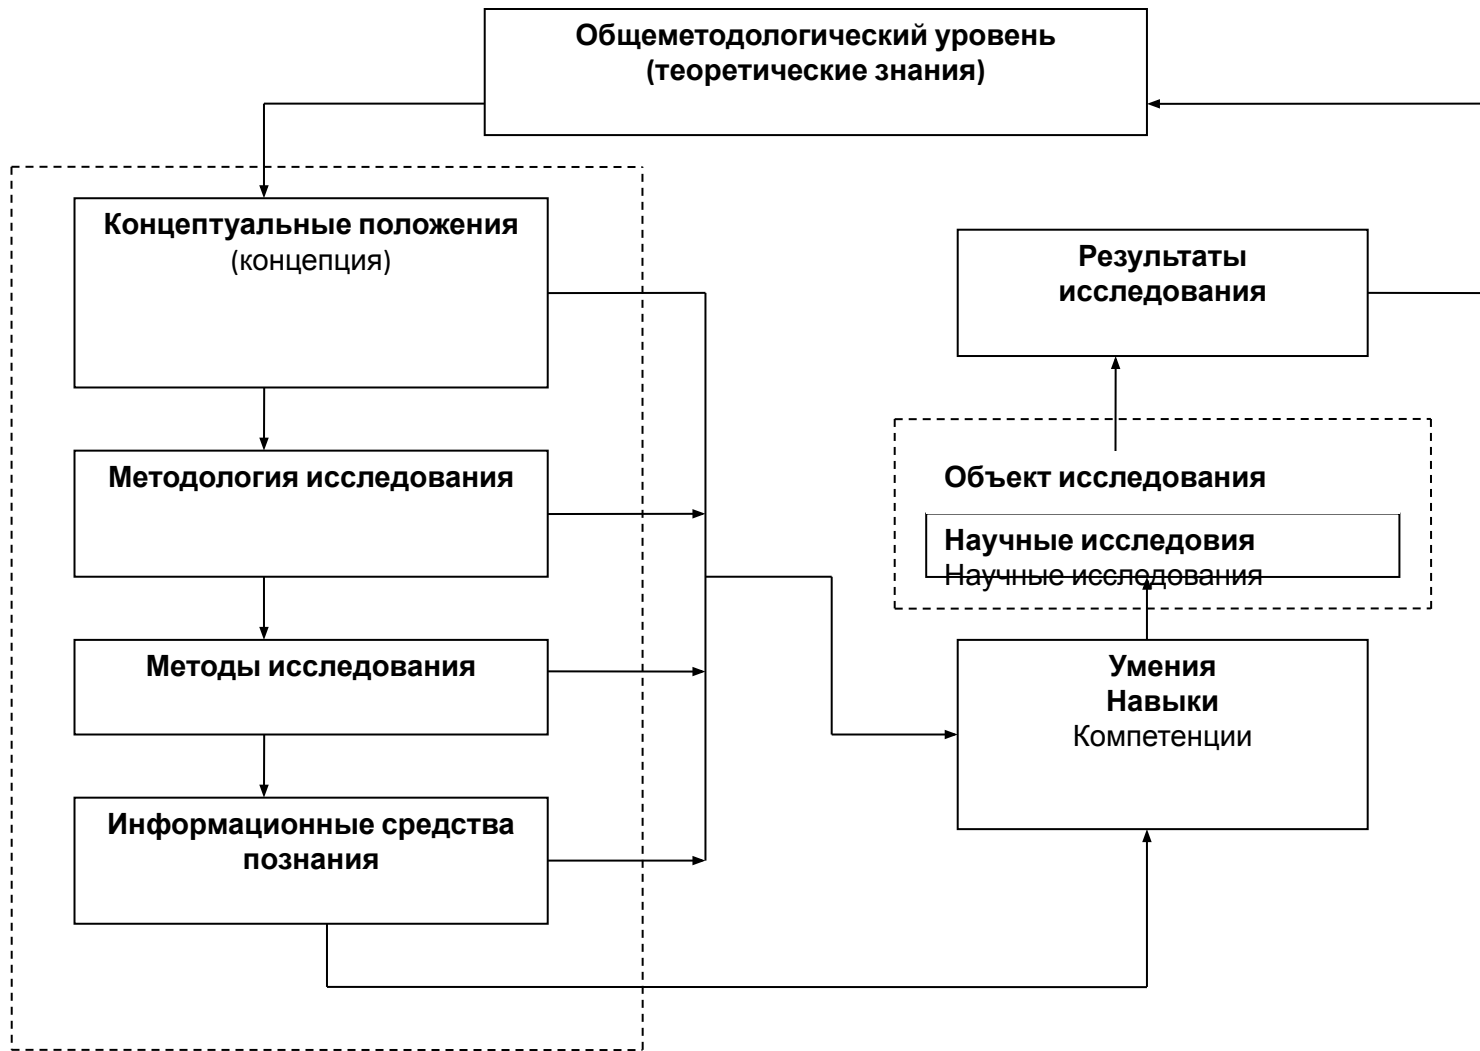 Общеметодологический уровень
(теоретические знания)
Концептуальные положения
(концепция)
Методология исследования
Методы исследования
Информационные средства
познания
Результаты
исследования
Объект исследования
Научные исследовия
Научные исследования
Умения
Навыки
Компетенции